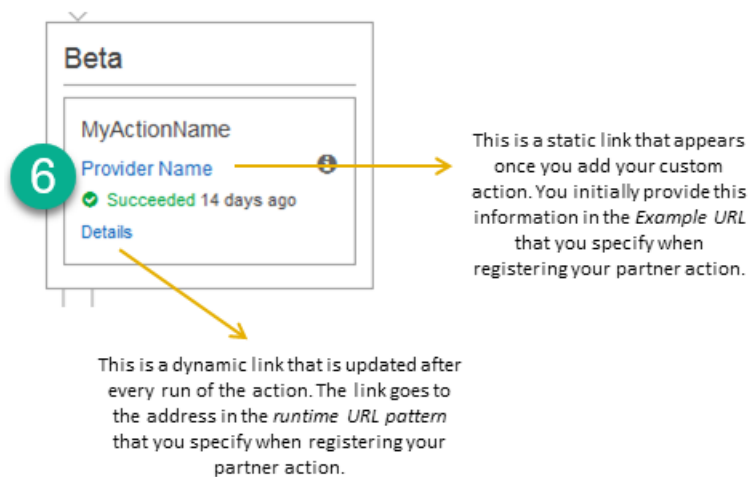 Beta
MyActionName
6
Provider Name
Succeeded 14 days ago
Details
This is a static link that appears
once you add your custom
action. You initially provide this
information in the Example URL
that you specify when
registering your partner action.
This is a dynamic link that is updated after
every run of the action. The link goes to
the address in the runtime URL pattern
that you specify when registering your
partner action.